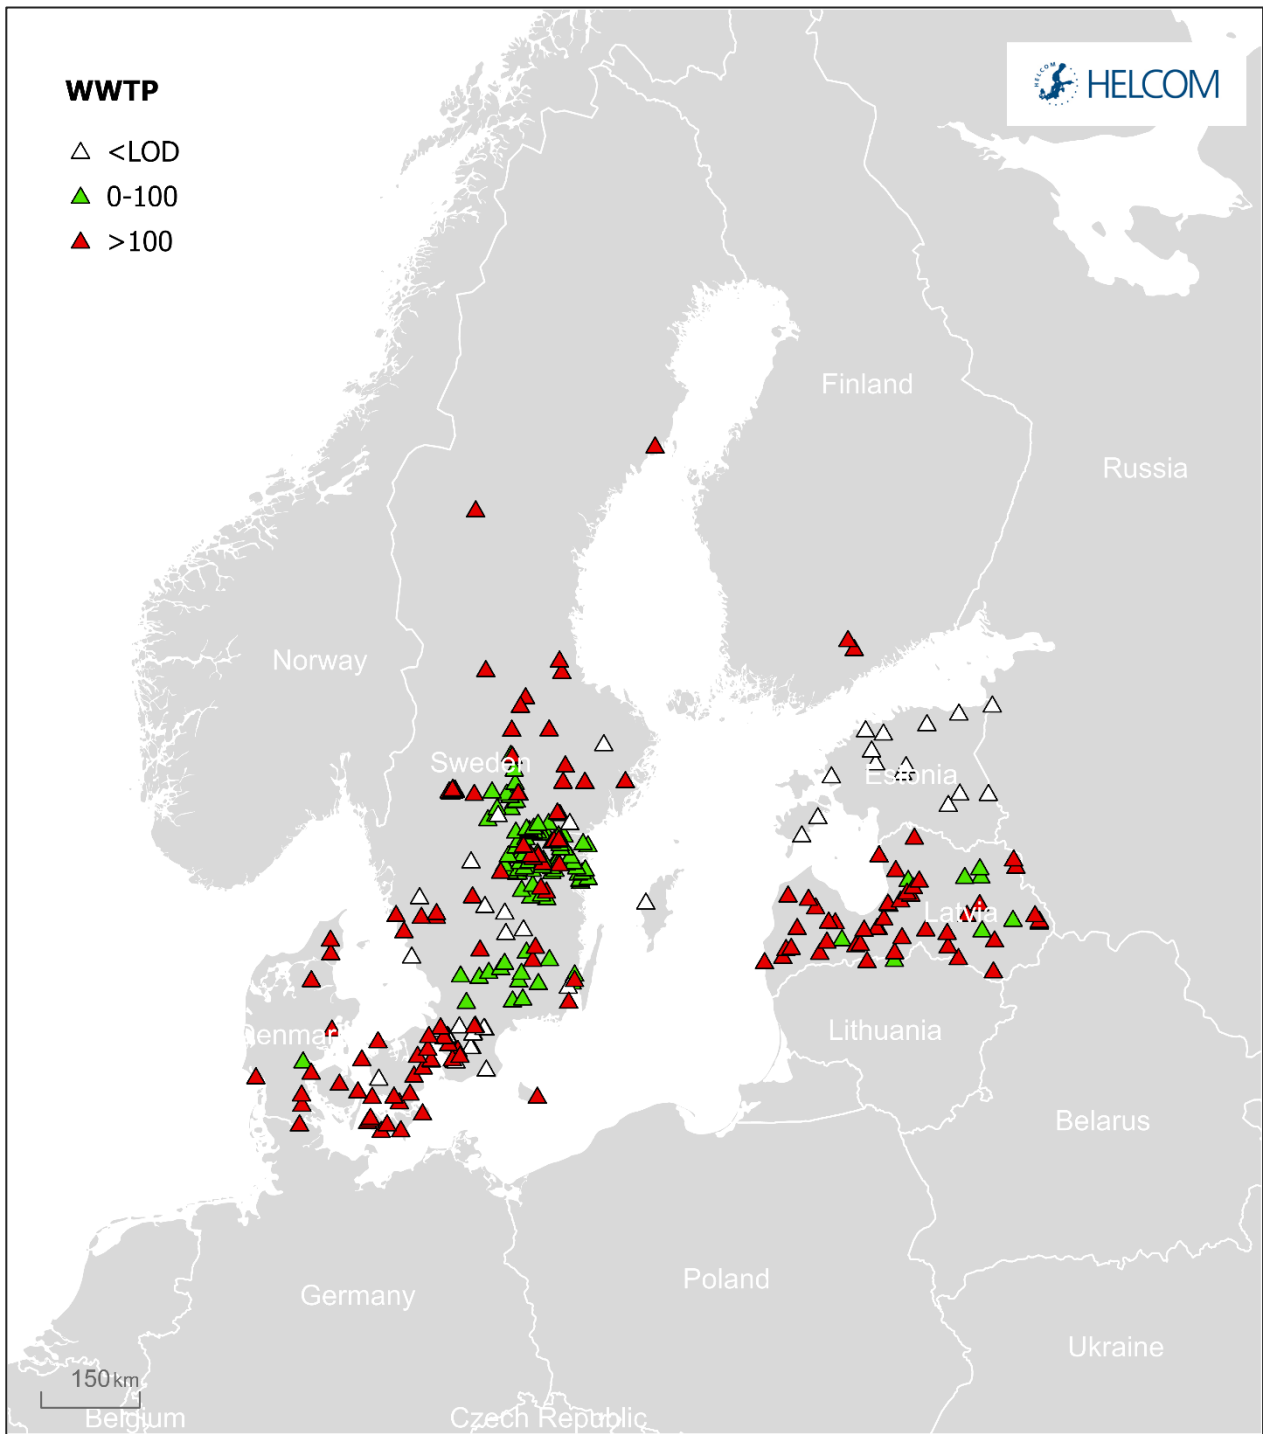 WWTP
<LOD
0-100
>100
HELCOM
HELCOM
Finland
Russia
Norway
Sweden
Estonia
Latvia
Denmark
Lithuania
Belarus
Poland
Germany
Ukraine
150 km
Belgium
Czech Republic